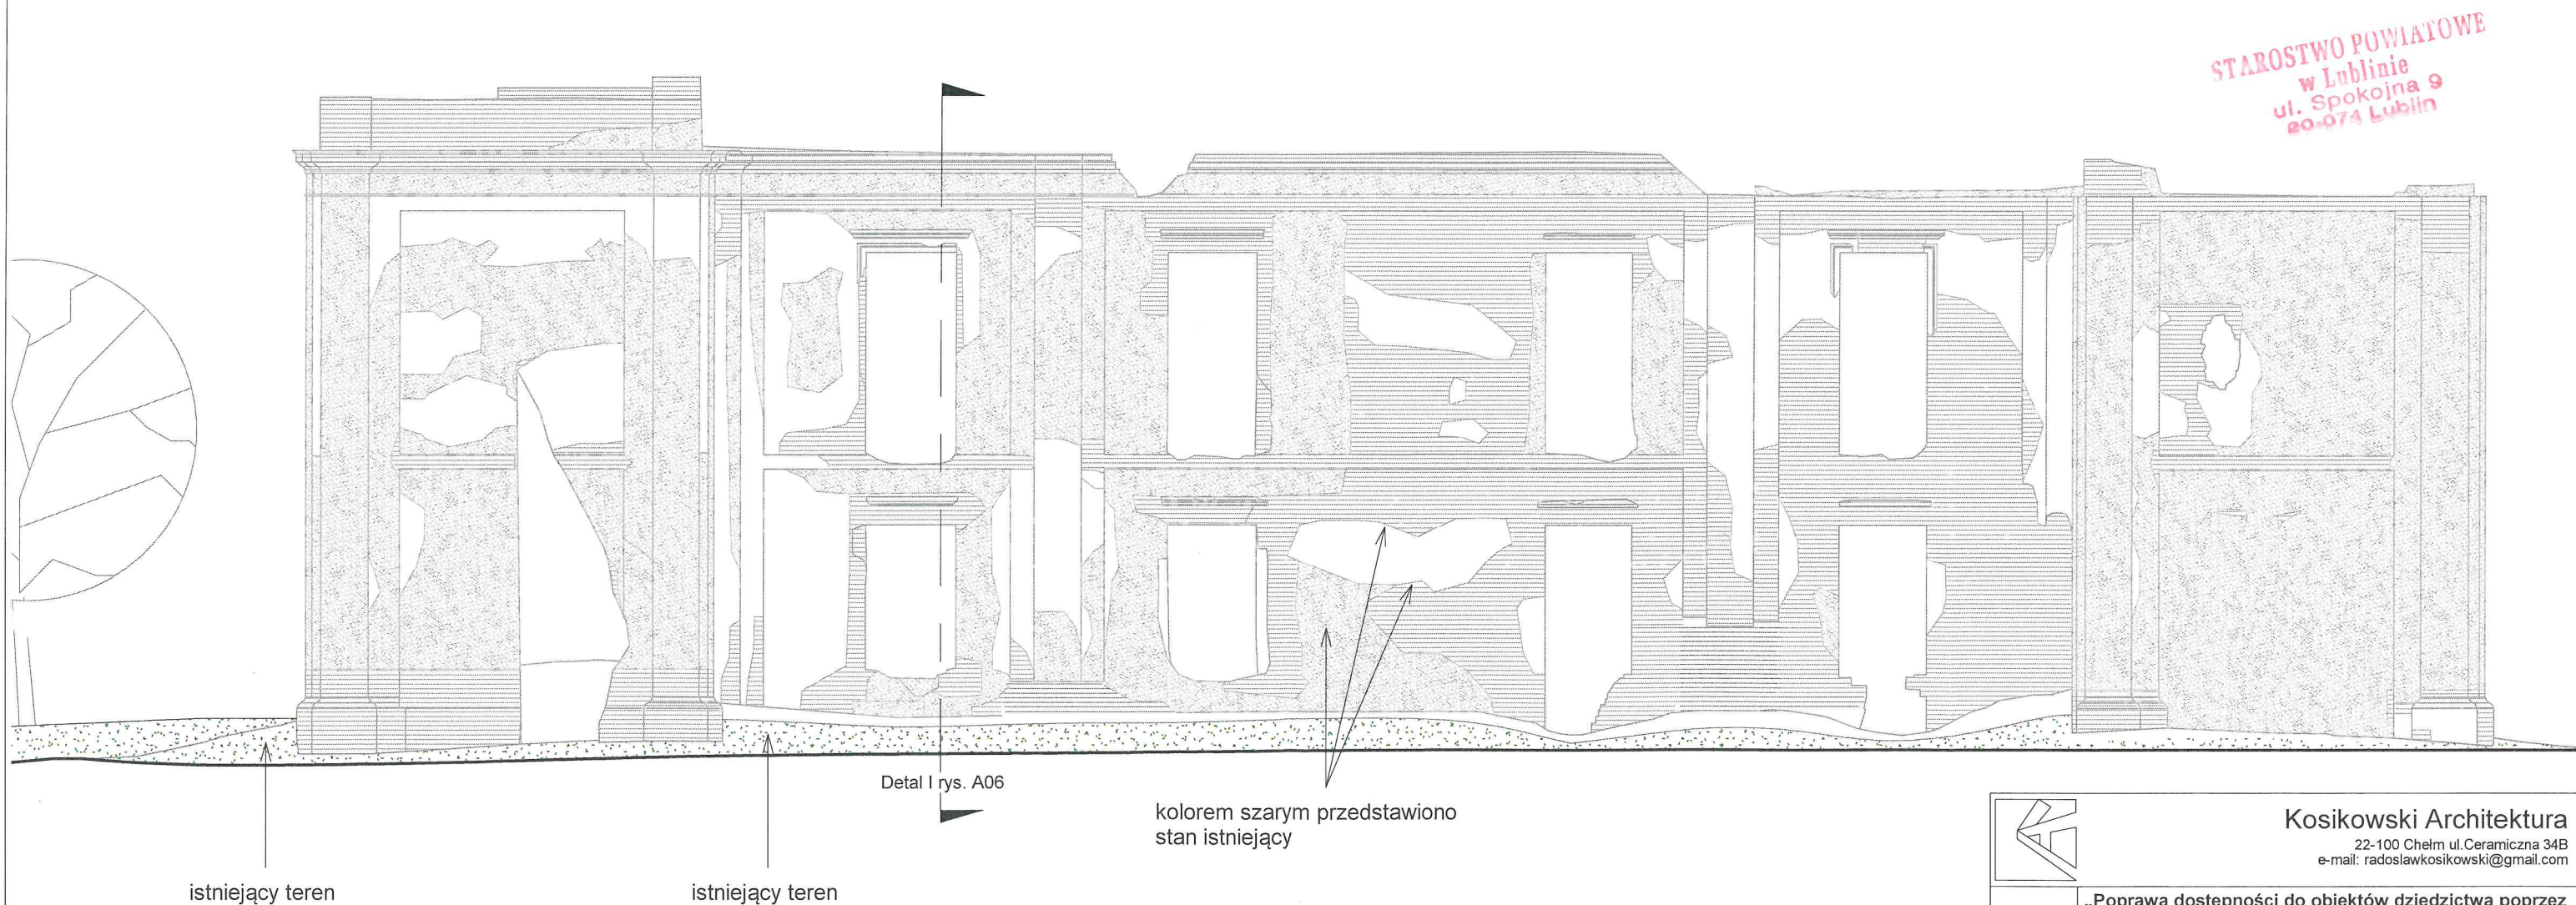 STAROSTWO POWIATOWE
w Lublinie
ul. Spokojna 9
20-074 Lublin
Detal I rys. A06
kolorem szarym przedstawiono
stan istniejący
istniejący teren
istniejący teren
Kosikowski Architektura
22-100 Chełm ul.Ceramiczna 34B
e-mail: radoslawkosikowski@gmail.com
„Poprawa dostępności do obiektów dziedzictwa poprzez